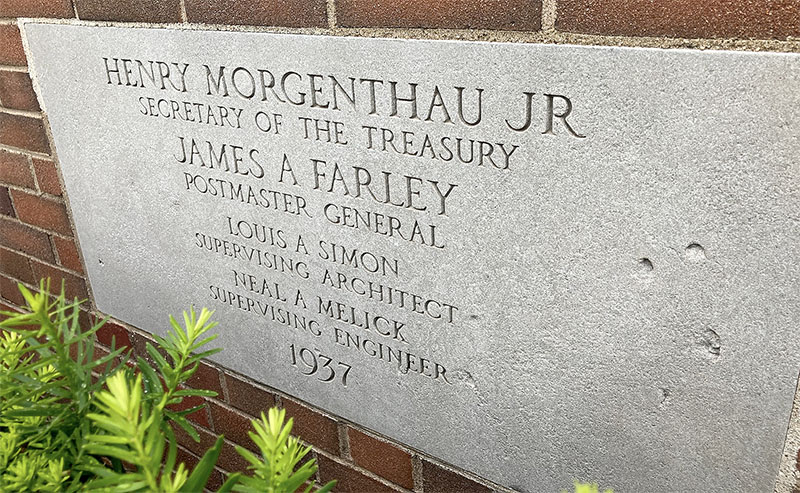 HENRY MORGENTHAU JR
SECRETARY OF THE TREASURY
JAMES A FARLEY
POSTMASTER GENERAL
LOUIS A SIMON
SUPERVISING ARCHITECT
NEAL A MELICK
SUPERVISING ENGINEER
1937